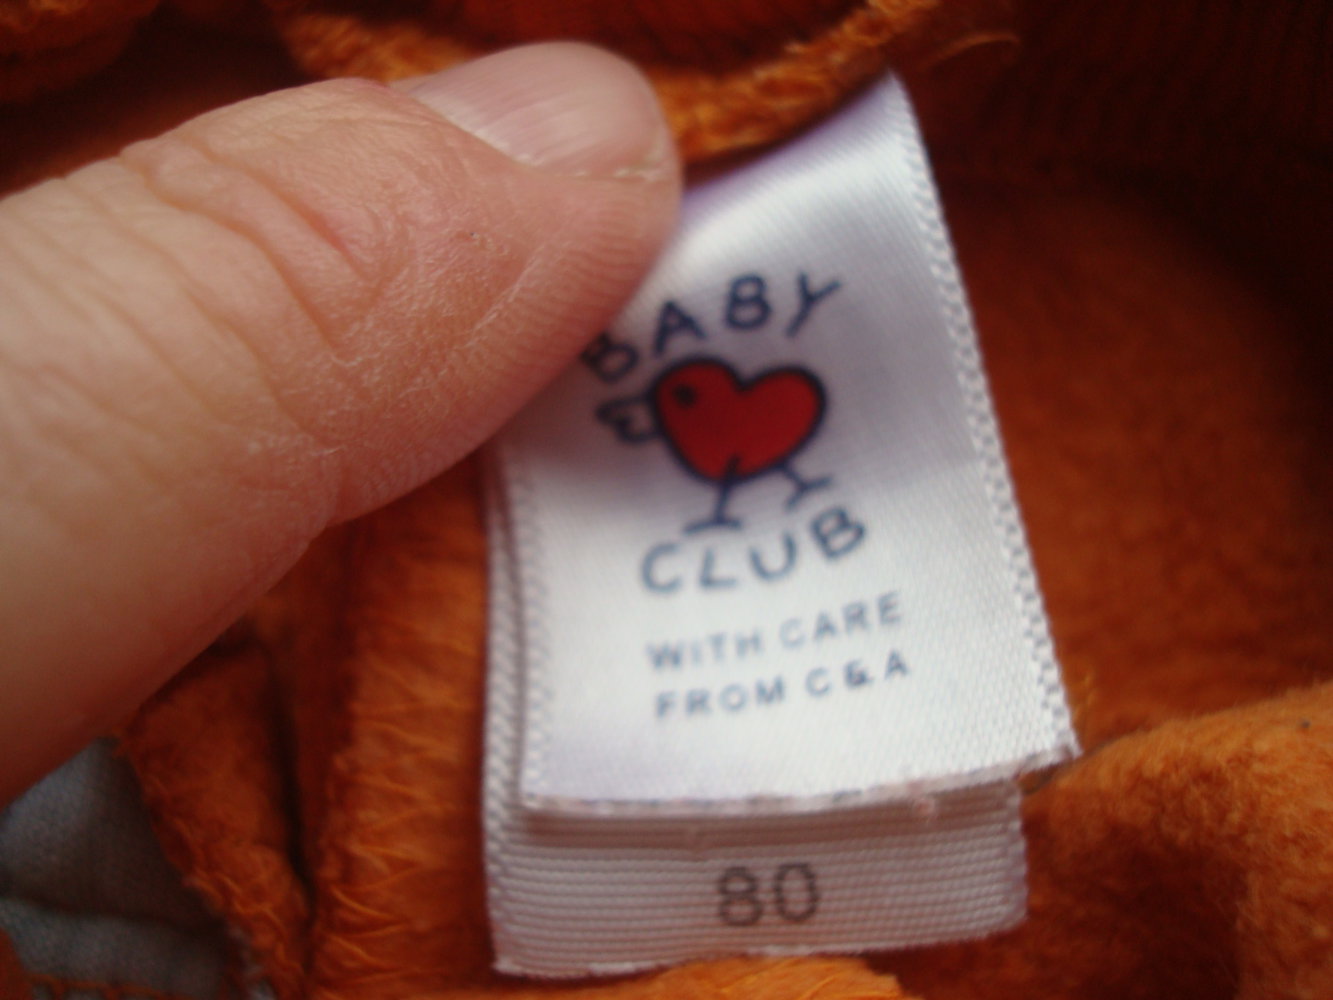 BABY
CLUB
WITH CARE
FROM C&A
80